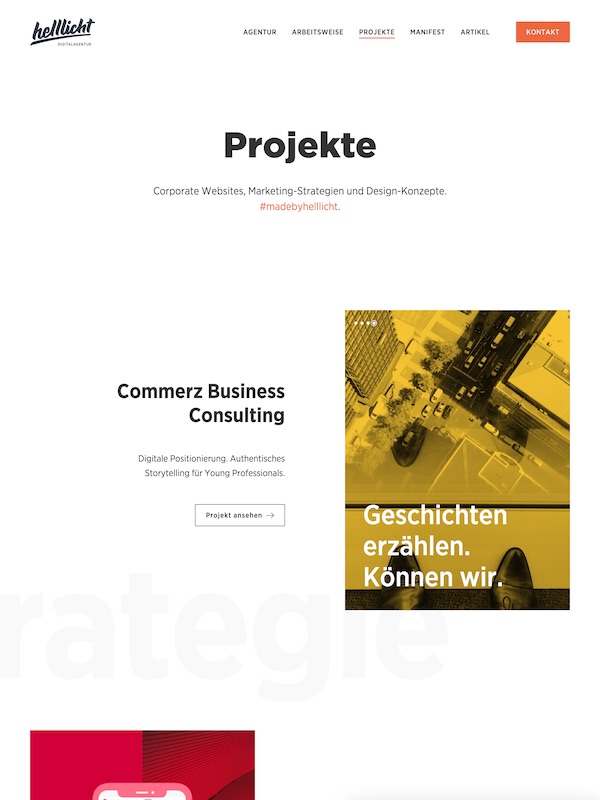 helllicht
DIGITALAGENTUR
AGENTUR ARBEITSWEISE PROJEKTE MANIFEST ARTIKEL KONTAKT
Projekte
Corporate Websites, Marketing-Strategien und Design-Konzepte.
#madebyhelllicht.
Commerz Business
Consulting
Digitale Positionierung. Authentisches
Storytelling für Young Professionals.
Projekt ansehen →
Geschichten
erzählen.
Können wir.
rategie